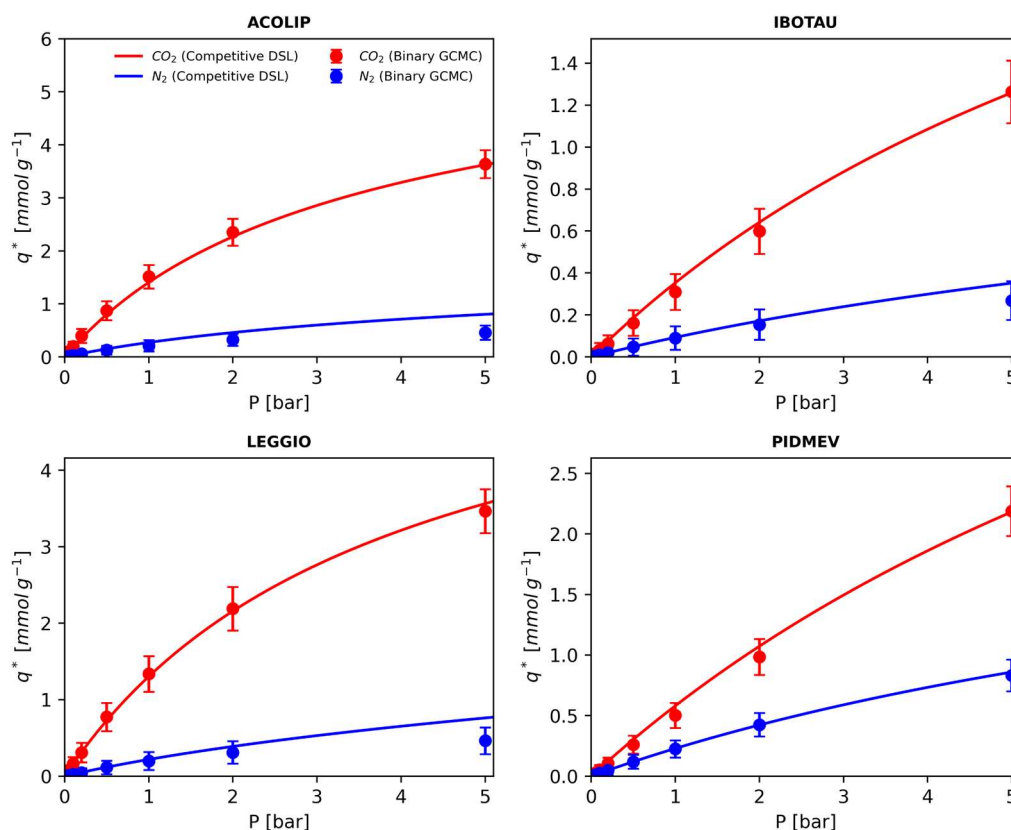 ACOLIP
6
5
4
3
2
1
0
q* [mmol g⁻¹]
CO₂ (Competitive DSL)
N₂ (Competitive DSL)
CO₂ (Binary GCMC)
N₂ (Binary GCMC)
0 1 2 3 4 5
P [bar]
IBOTAU
1.4
1.2
1.0
0.8
0.6
0.4
0.2
0.0
q* [mmol g⁻¹]
0 1 2 3 4 5
P [bar]
LEGGIO
4
3
2
1
0
q* [mmol g⁻¹]
0 1 2 3 4 5
P [bar]
PIDMEV
2.5
2.0
1.5
1.0
0.5
0.0
q* [mmol g⁻¹]
0 1 2 3 4 5
P [bar]